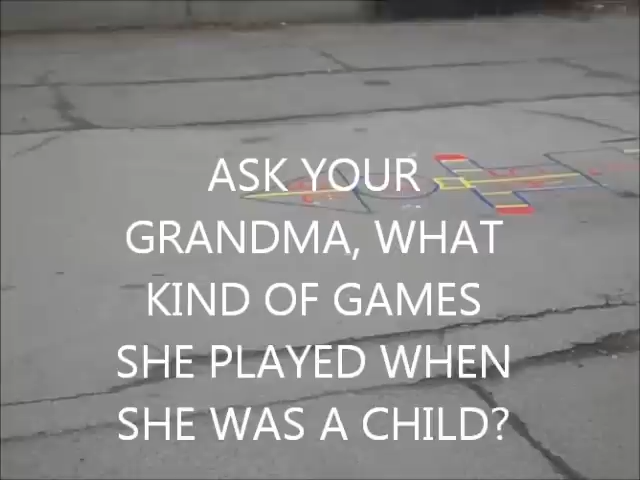 ASK YOUR
GRANDMA, WHAT
KIND OF GAMES
SHE PLAYED WHEN
SHE WAS A CHILD?